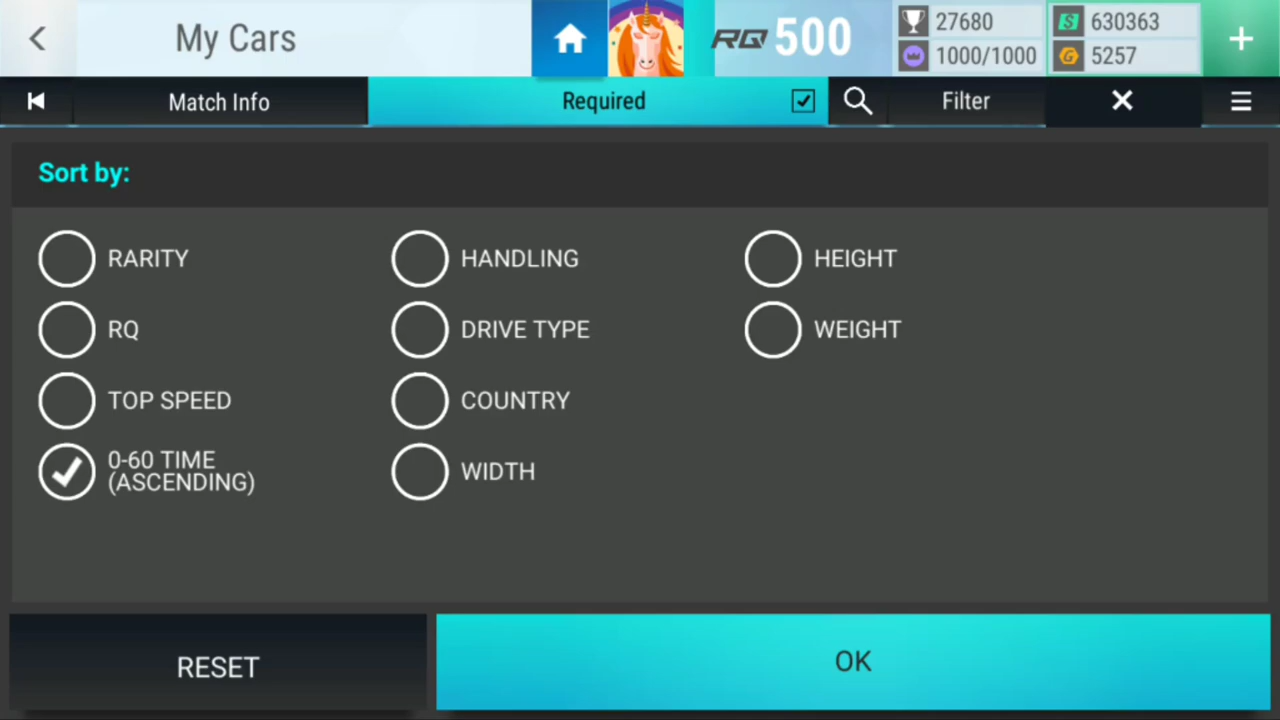 My Cars
RQ 500
27680
1000/1000
630363
5257
Match Info
Required
Filter
Sort by:
RARITY
RQ
TOP SPEED
0-60 TIME
(ASCENDING)
HANDLING
DRIVE TYPE
COUNTRY
WIDTH
HEIGHT
WEIGHT
RESET
OK